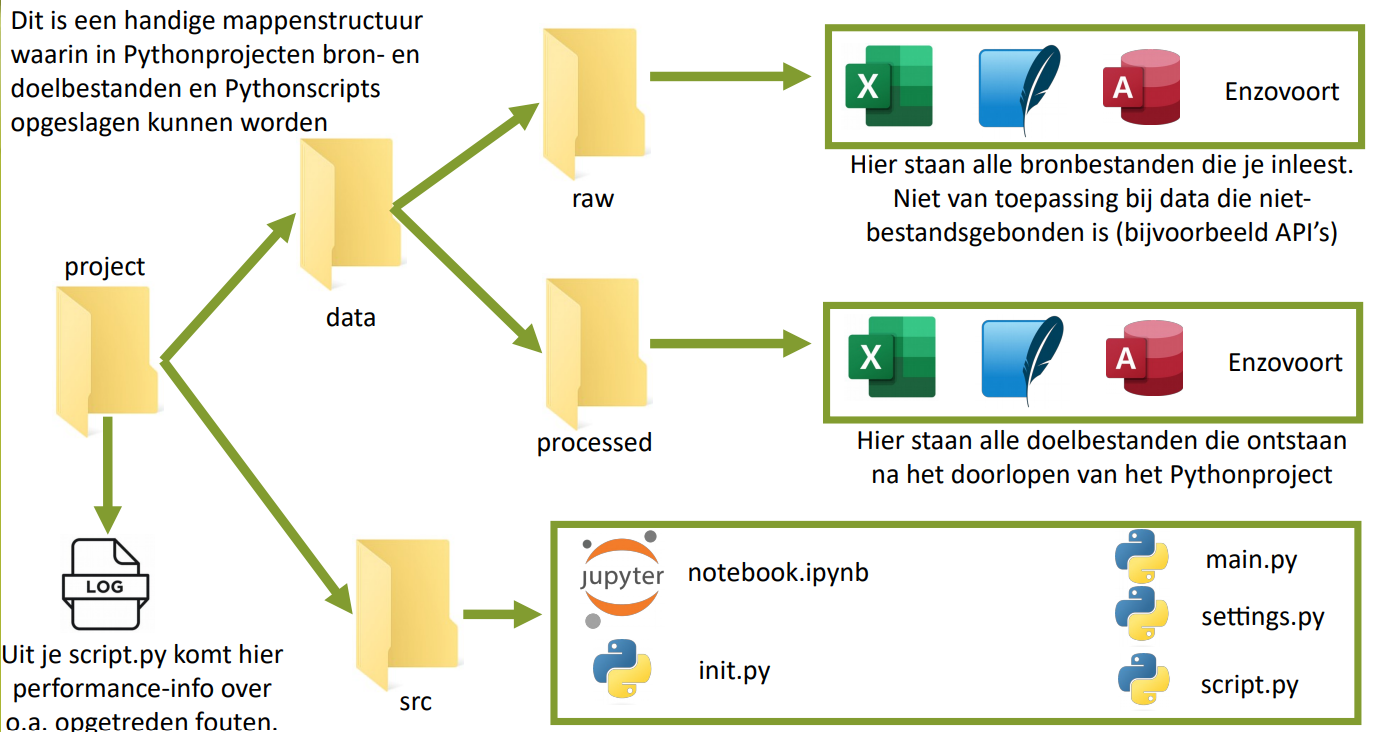 Dit is een handige mappenstructuur
waarin in Pythonprojecten bron- en
doelbestanden en Pythonscripts
opgeslagen kunnen worden
project
data
raw
processed
src
X
A
Enzovoort
Hier staan alle bronbestanden die je inleest.
Niet van toepassing bij data die niet-
bestandsgebonden is (bijvoorbeeld API’s)
X
A
Enzovoort
Hier staan alle doelbestanden die ontstaan
na het doorlopen van het Pythonproject
LOG
Uit je script.py komt hier
performance-info over
o.a. opgetreden fouten.
jupyter
notebook.ipynb
init.py
main.py
settings.py
script.py